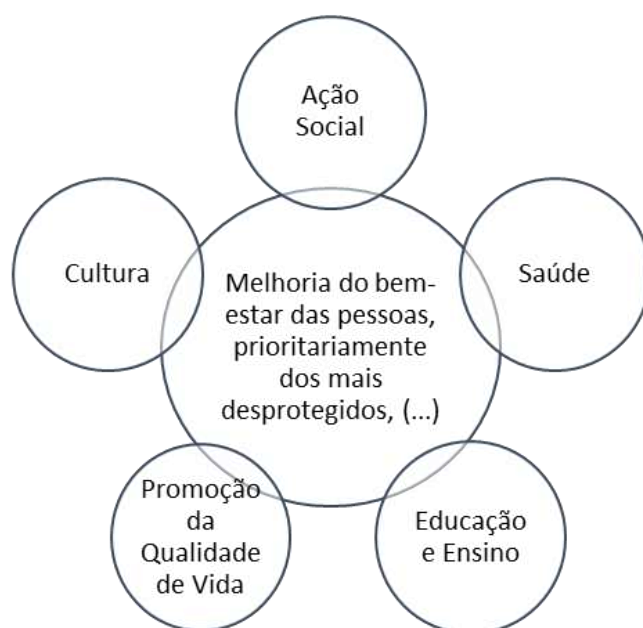 Ação
Social
Cultura
Saúde
Melhoria do bem-
estar das pessoas,
prioritariamente
dos mais
desprotegidos, (...)
Promoção
da
Qualidade
de Vida
Educação
e Ensino